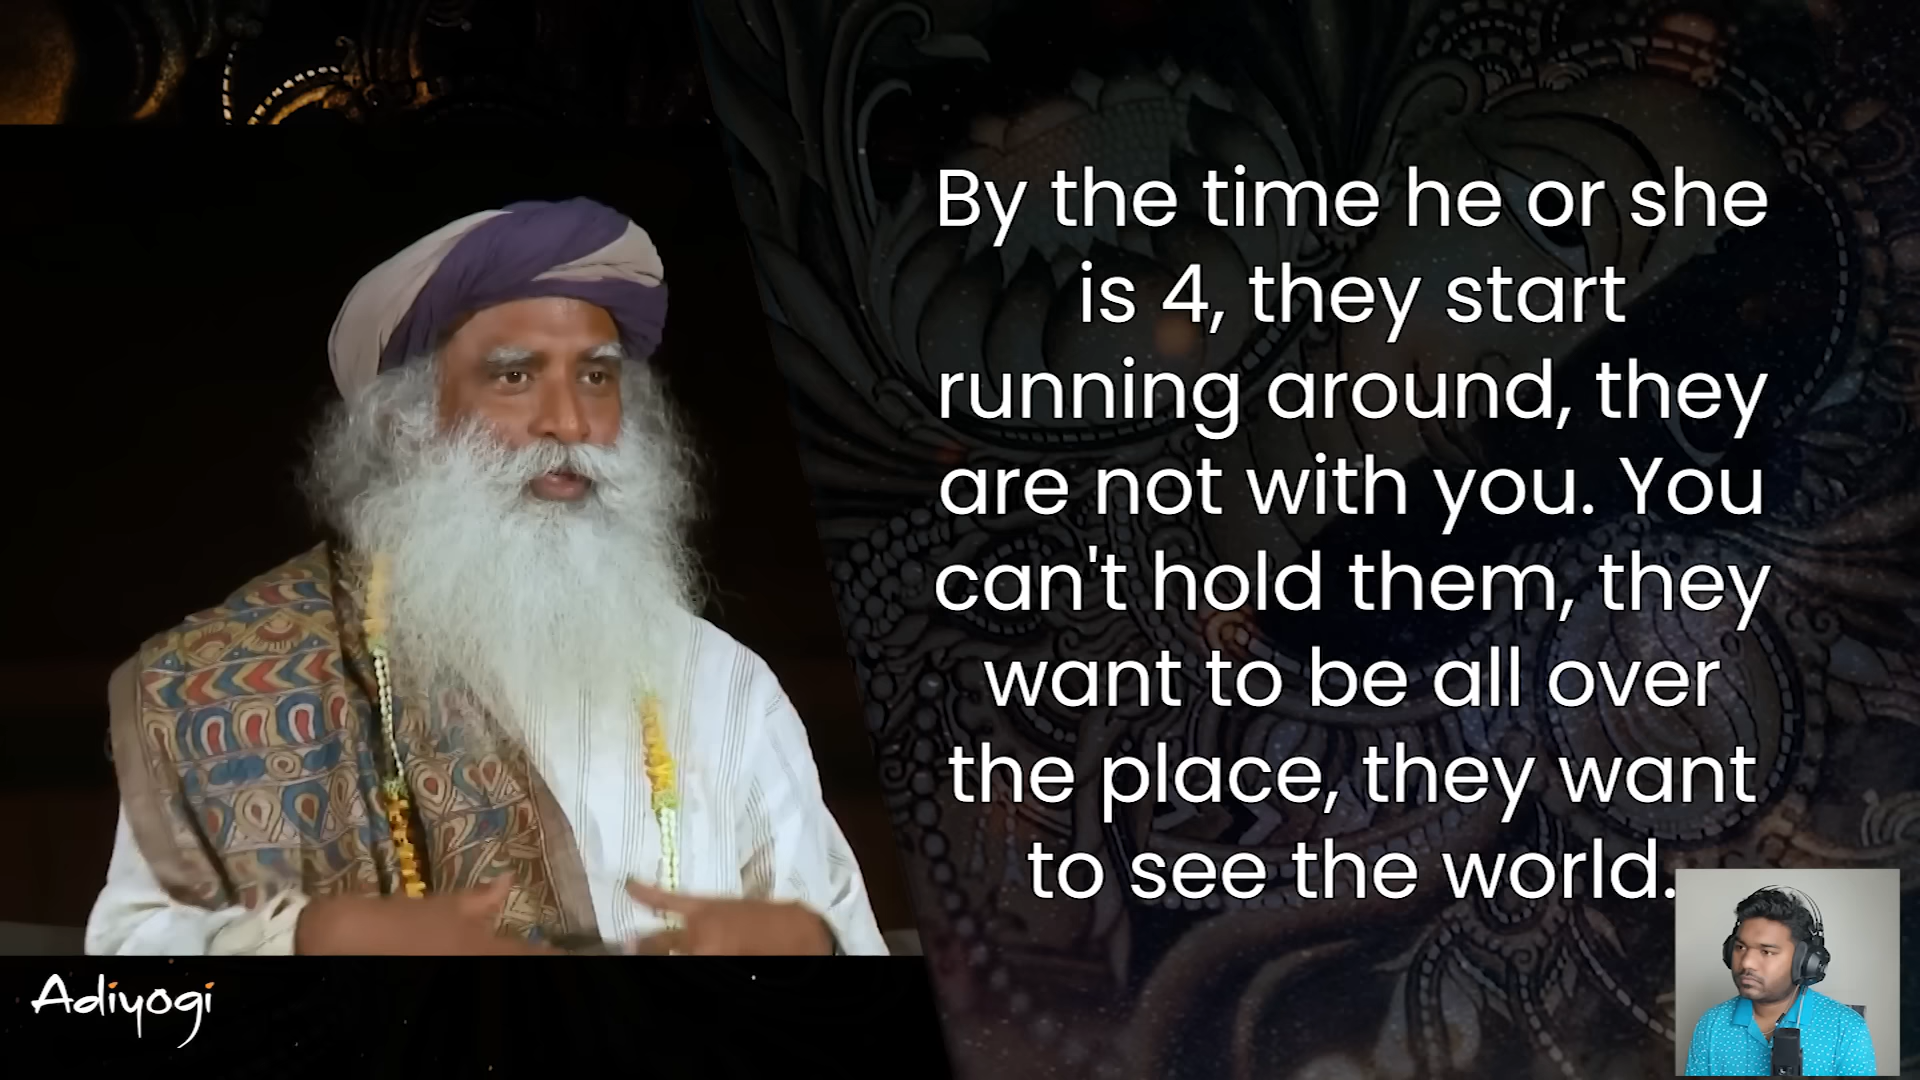 By the time he or she
is 4, they start
running around, they
are not with you. You
can't hold them, they
want to be all over
the place, they want
to see the world.
Adiyogi